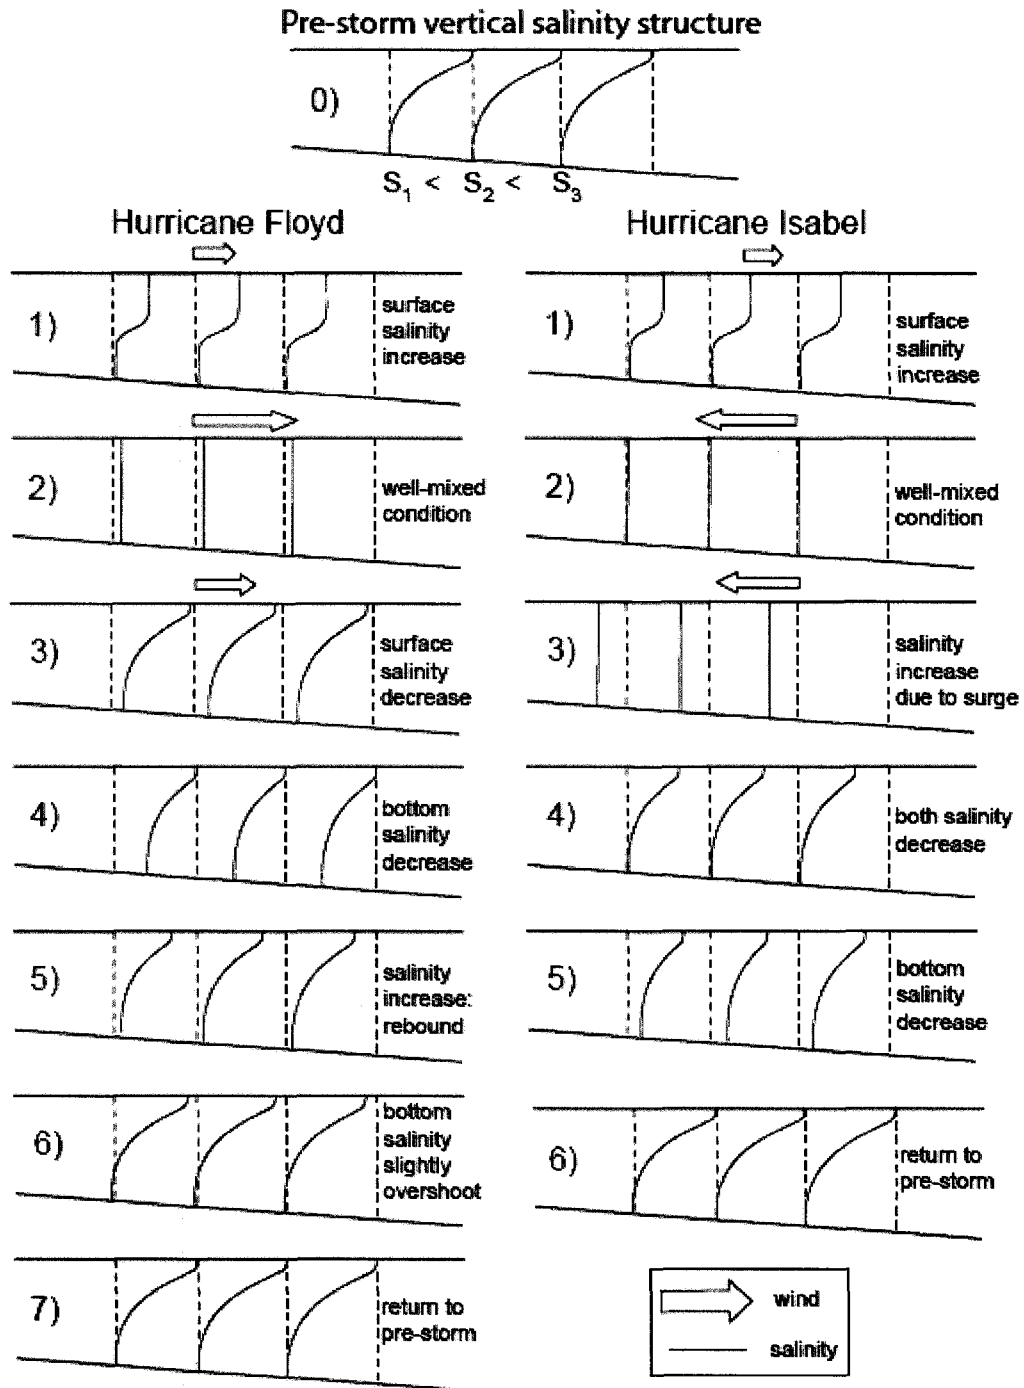 Pre-storm vertical salinity structure
0)
S1 < S2 < S3
Hurricane Floyd
1)
surface
salinity
increase
2)
well-mixed
condition
3)
surface
salinity
decrease
4)
bottom
salinity
decrease
5)
salinity
increase:
rebound
6)
bottom
salinity
slightly
overshoot
7)
return to
pre-storm
Hurricane Isabel
1)
surface
salinity
increase
2)
well-mixed
condition
3)
salinity
increase
due to surge
4)
both salinity
decrease
5)
bottom
salinity
decrease
6)
return to
pre-storm
wind
salinity